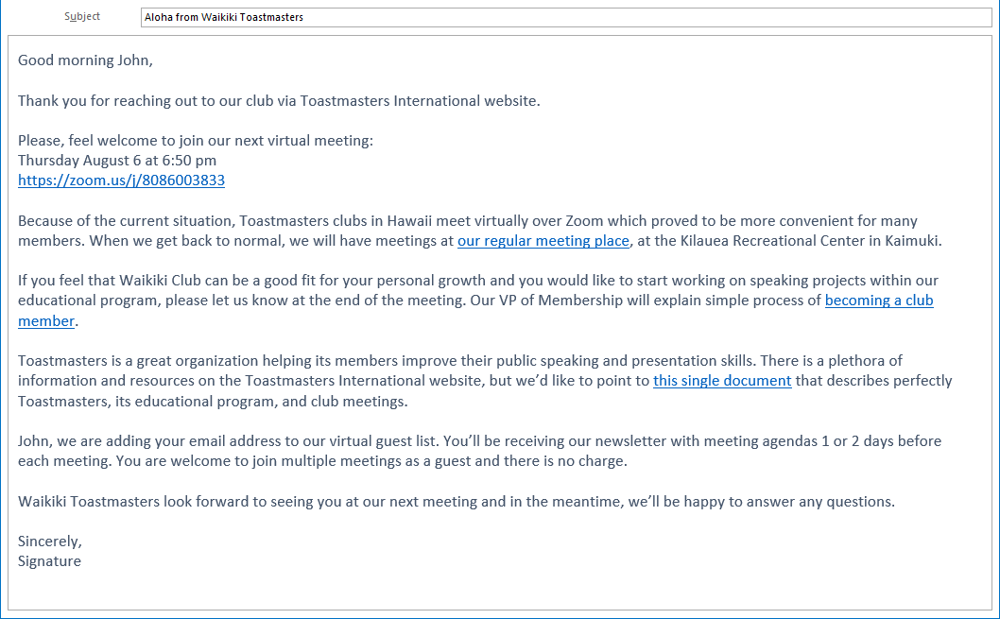 Subject
Aloha from Waikiki Toastmasters
Good morning John,
Thank you for reaching out to our club via Toastmasters International website.
Please, feel welcome to join our next virtual meeting:
Thursday August 6 at 6:50 pm
https://zoom.us/j/8086003833
Because of the current situation, Toastmasters clubs in Hawaii meet virtually over Zoom which proved to be more convenient for many
members. When we get back to normal, we will have meetings at our regular meeting place, at the Kilauea Recreational Center in Kaimuki.
If you feel that Waikiki Club can be a good fit for your personal growth and you would like to start working on speaking projects within our
educational program, please let us know at the end of the meeting. Our VP of Membership will explain simple process of becoming a club
member.
Toastmasters is a great organization helping its members improve their public speaking and presentation skills. There is a plethora of
information and resources on the Toastmasters International website, but we’d like to point to this single document that describes perfectly
Toastmasters, its educational program, and club meetings.
John, we are adding your email address to our virtual guest list. You’ll be receiving our newsletter with meeting agendas 1 or 2 days before
each meeting. You are welcome to join multiple meetings as a guest and there is no charge.
Waikiki Toastmasters look forward to seeing you at our next meeting and in the meantime, we’ll be happy to answer any questions.
Sincerely,
Signature